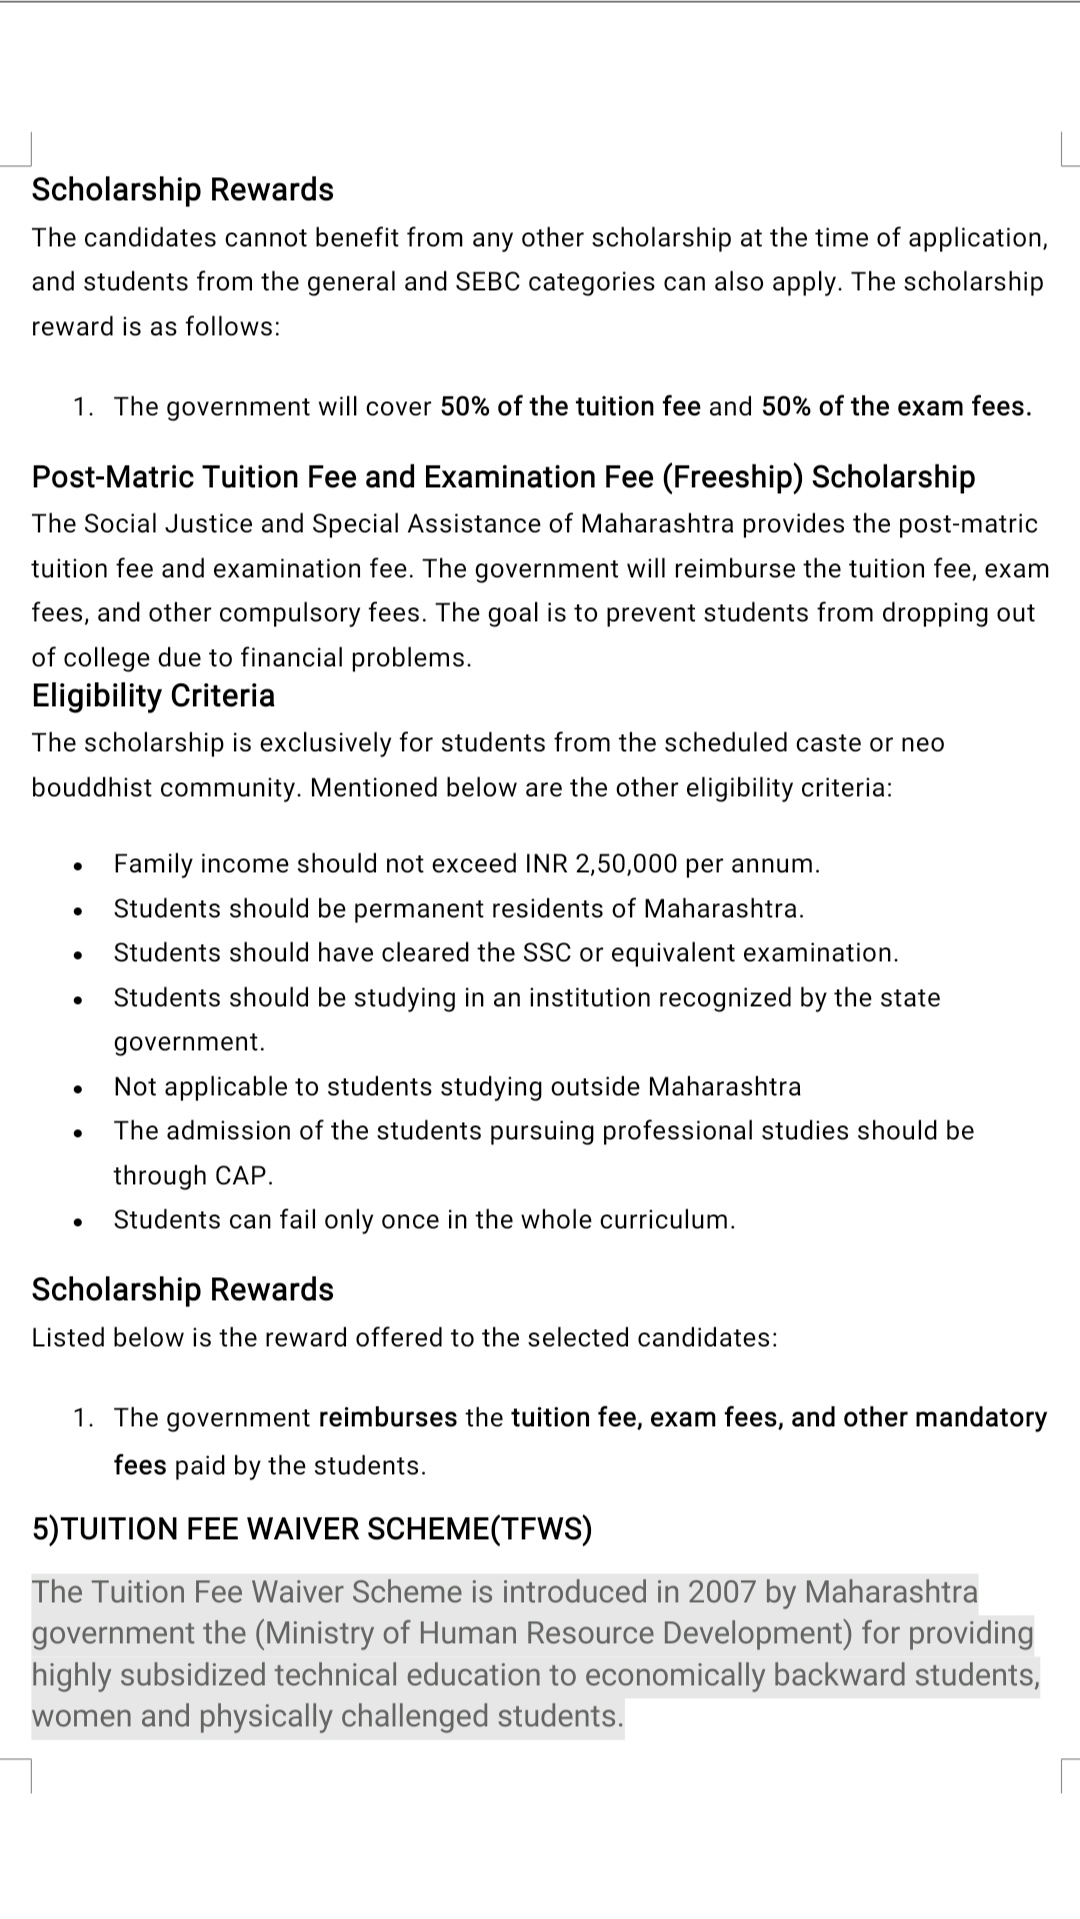 Scholarship Rewards
The candidates cannot benefit from any other scholarship at the time of application,
and students from the general and SEBC categories can also apply. The scholarship
reward is as follows:
1. The government will cover 50% of the tuition fee and 50% of the exam fees.
Post-Matric Tuition Fee and Examination Fee (Freeship) Scholarship
The Social Justice and Special Assistance of Maharashtra provides the post-matric
tuition fee and examination fee. The government will reimburse the tuition fee, exam
fees, and other compulsory fees. The goal is to prevent students from dropping out
of college due to financial problems.
Eligibility Criteria
The scholarship is exclusively for students from the scheduled caste or neo
bouddhist community. Mentioned below are the other eligibility criteria:
• Family income should not exceed INR 2,50,000 per annum.
• Students should be permanent residents of Maharashtra.
• Students should have cleared the SSC or equivalent examination.
• Students should be studying in an institution recognized by the state
government.
• Not applicable to students studying outside Maharashtra
• The admission of the students pursuing professional studies should be
through CAP.
• Students can fail only once in the whole curriculum.
Scholarship Rewards
Listed below is the reward offered to the selected candidates:
1. The government reimburses the tuition fee, exam fees, and other mandatory
fees paid by the students.
5)TUITION FEE WAIVER SCHEME(TFWS)
The Tuition Fee Waiver Scheme is introduced in 2007 by Maharashtra
government the (Ministry of Human Resource Development) for providing
highly subsidized technical education to economically backward students,
women and physically challenged students.